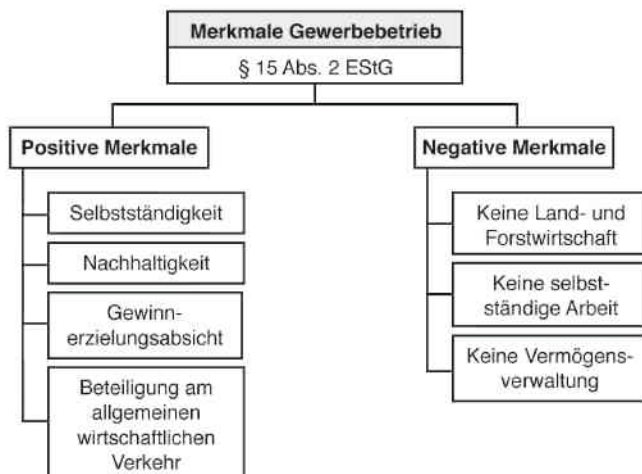 Merkmale Gewerbebetrieb
§ 15 Abs. 2 EStG
Positive Merkmale
Selbstständigkeit
Nachhaltigkeit
Gewinn-
erzielungsabsicht
Beteiligung am
allgemeinen
wirtschaftlichen
Verkehr
Negative Merkmale
Keine Land- und
Forstwirtschaft
Keine selbst-
ständige Arbeit
Keine Vermögens-
verwaltung